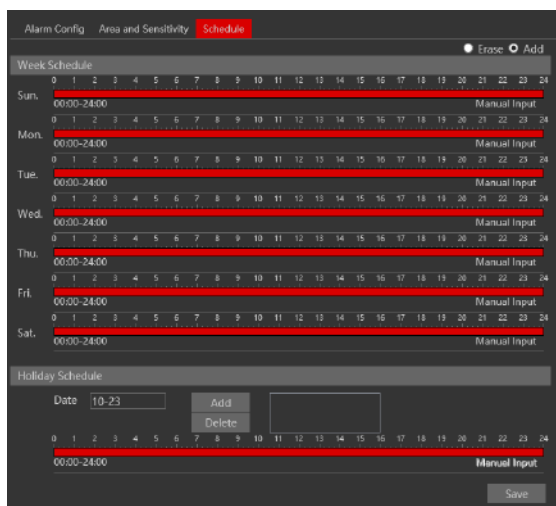 Alarm Config Area and Sensitivity Schedule
Erase Add
Week Schedule
0 1 2 3 4 5 6 7 8 9 10 11 12 13 14 15 16 17 18 19 20 21 22 23 24
Sun.
00:00-24:00 Manual Input
0 1 2 3 4 5 6 7 8 9 10 11 12 13 14 15 16 17 18 19 20 21 22 23 24
Mon.
00:00-24:00 Manual Input
0 1 2 3 4 5 6 7 8 9 10 11 12 13 14 15 16 17 18 19 20 21 22 23 24
Tue.
00:00-24:00 Manual Input
0 1 2 3 4 5 6 7 8 9 10 11 12 13 14 15 16 17 18 19 20 21 22 23 24
Wed.
00:00-24:00 Manual Input
0 1 2 3 4 5 6 7 8 9 10 11 12 13 14 15 16 17 18 19 20 21 22 23 24
Thu.
00:00-24:00 Manual Input
0 1 2 3 4 5 6 7 8 9 10 11 12 13 14 15 16 17 18 19 20 21 22 23 24
Fri.
00:00-24:00 Manual Input
0 1 2 3 4 5 6 7 8 9 10 11 12 13 14 15 16 17 18 19 20 21 22 23 24
Sat.
00:00-24:00 Manual Input
Holiday Schedule
Date 10-23 Add
Delete
0 1 2 3 4 5 6 7 8 9 10 11 12 13 14 15 16 17 18 19 20 21 22 23 24
00:00-24:00 Manual Input
Save